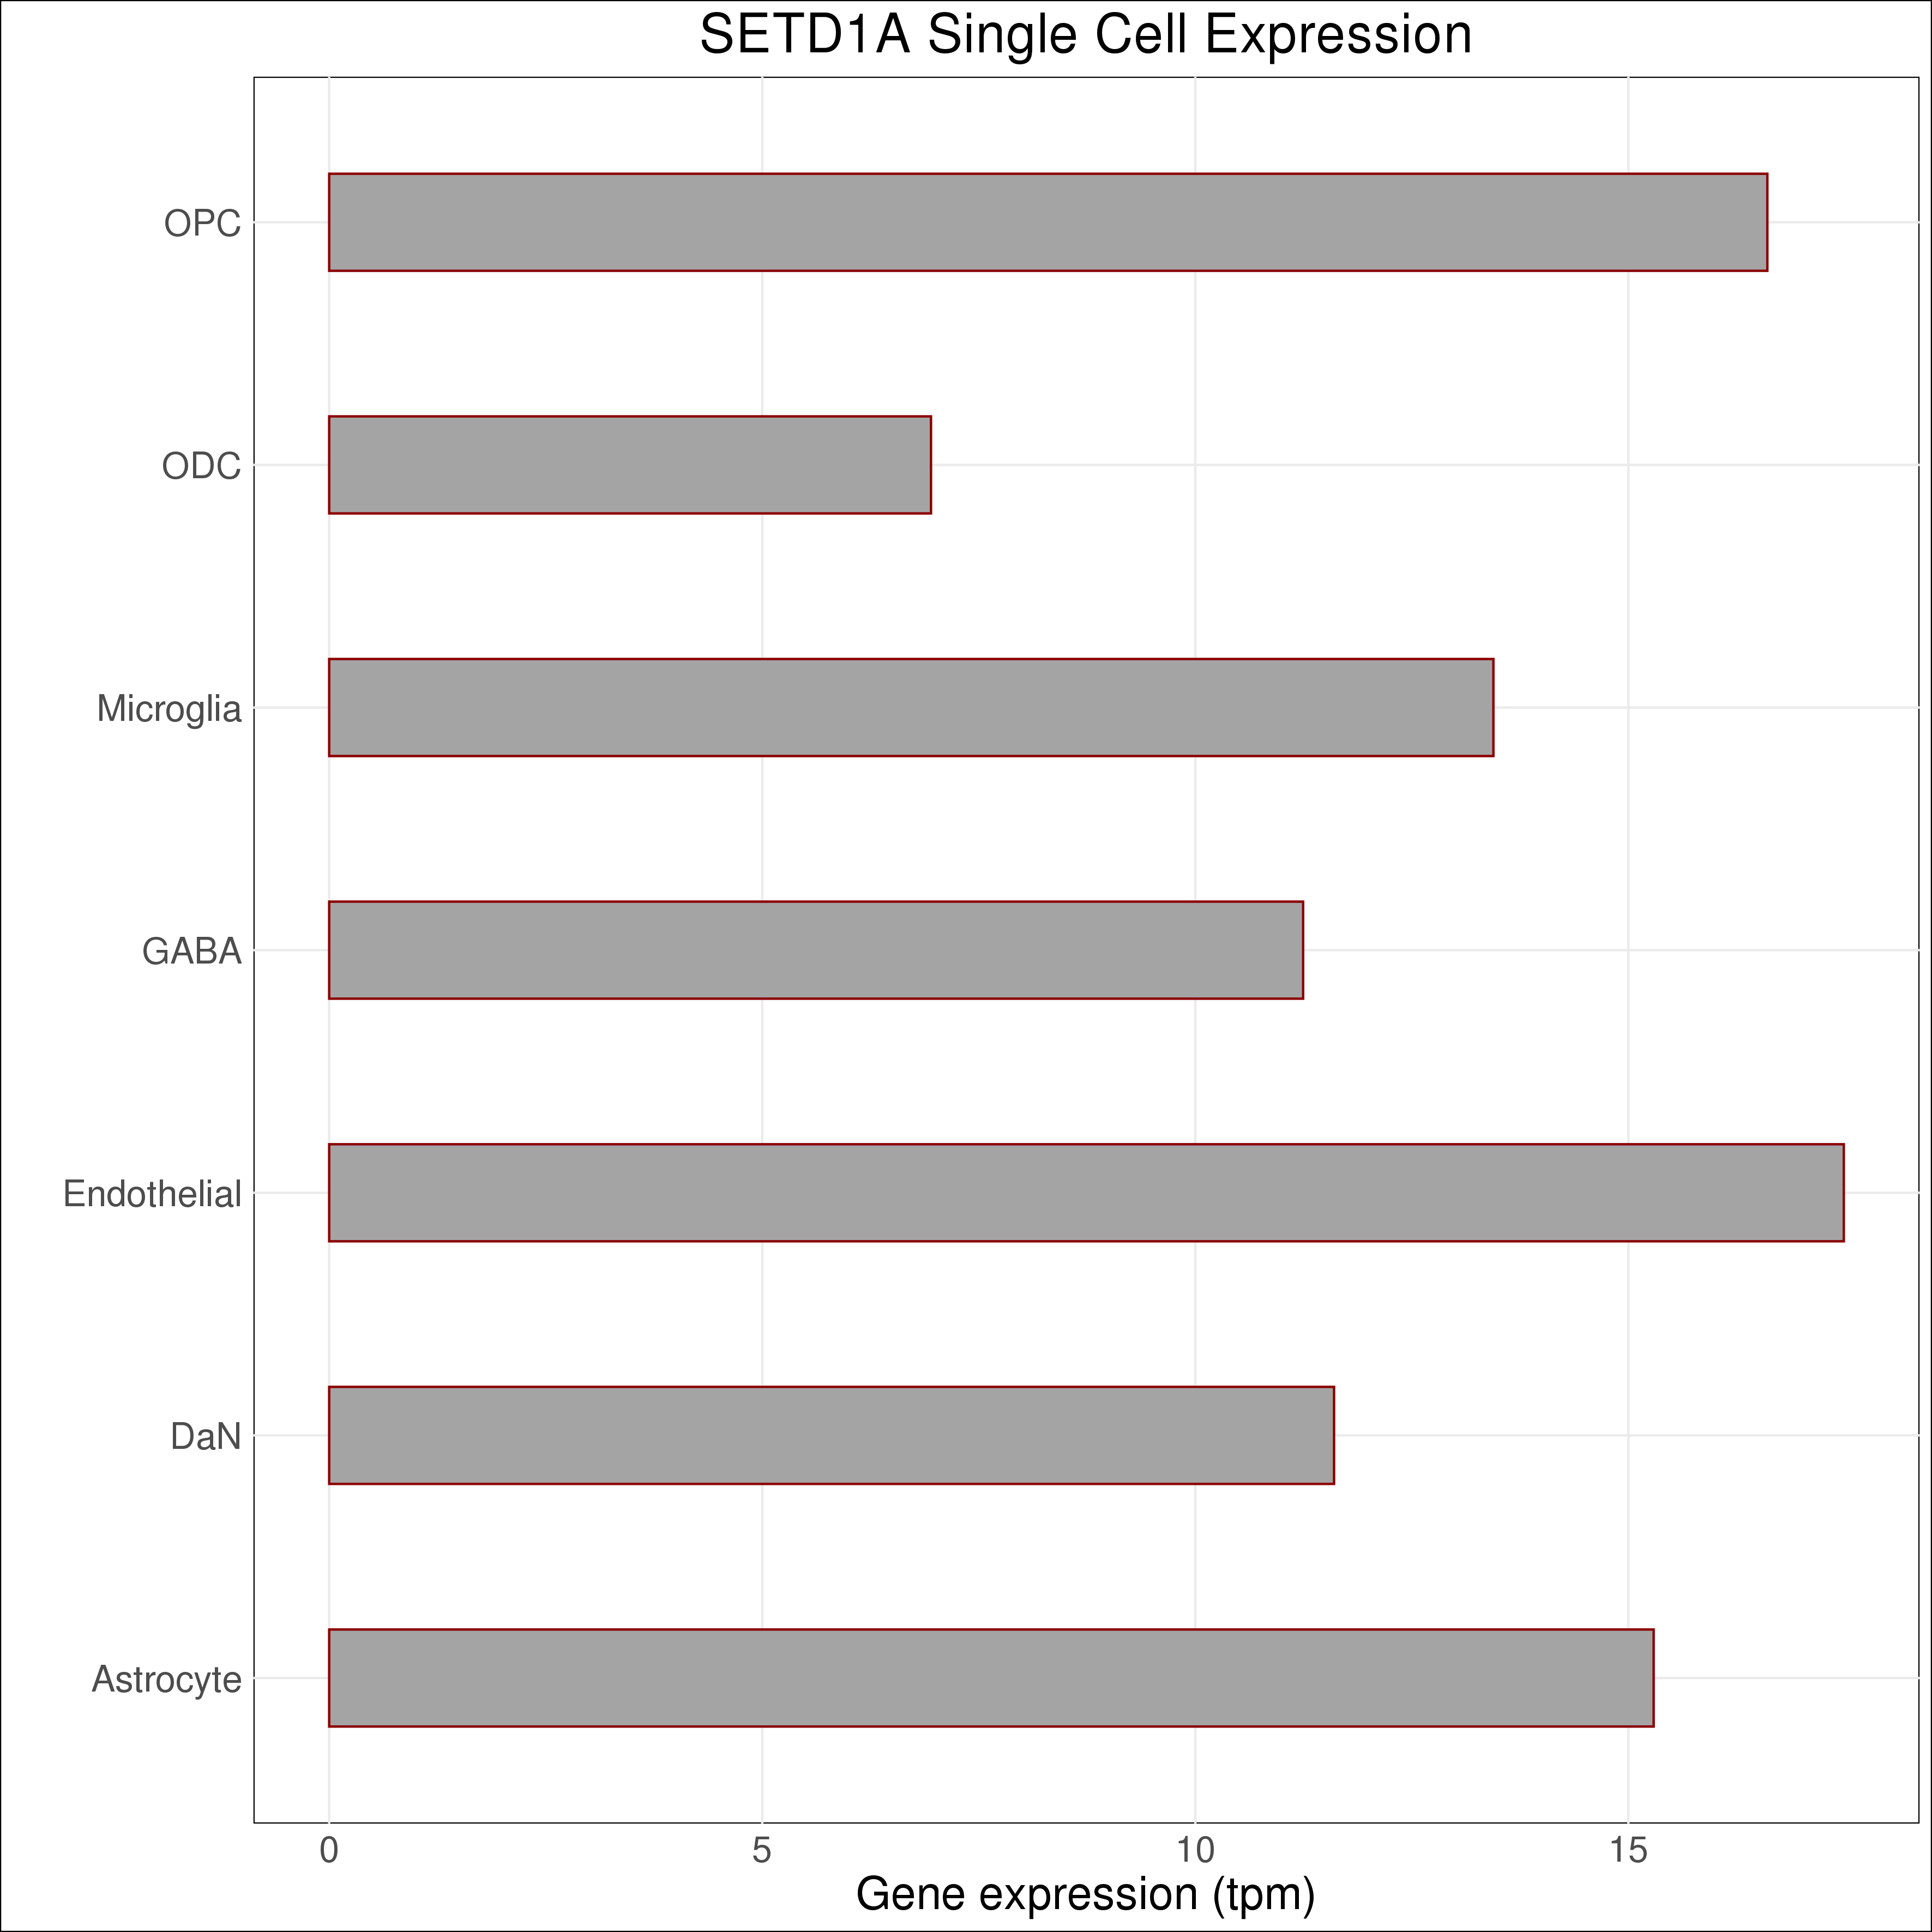 SETD1A Single Cell Expression
OPC
ODC
Microglia
GABA
Endothelial
DaN
Astrocyte
0 5 10 15
Gene expression (tpm)